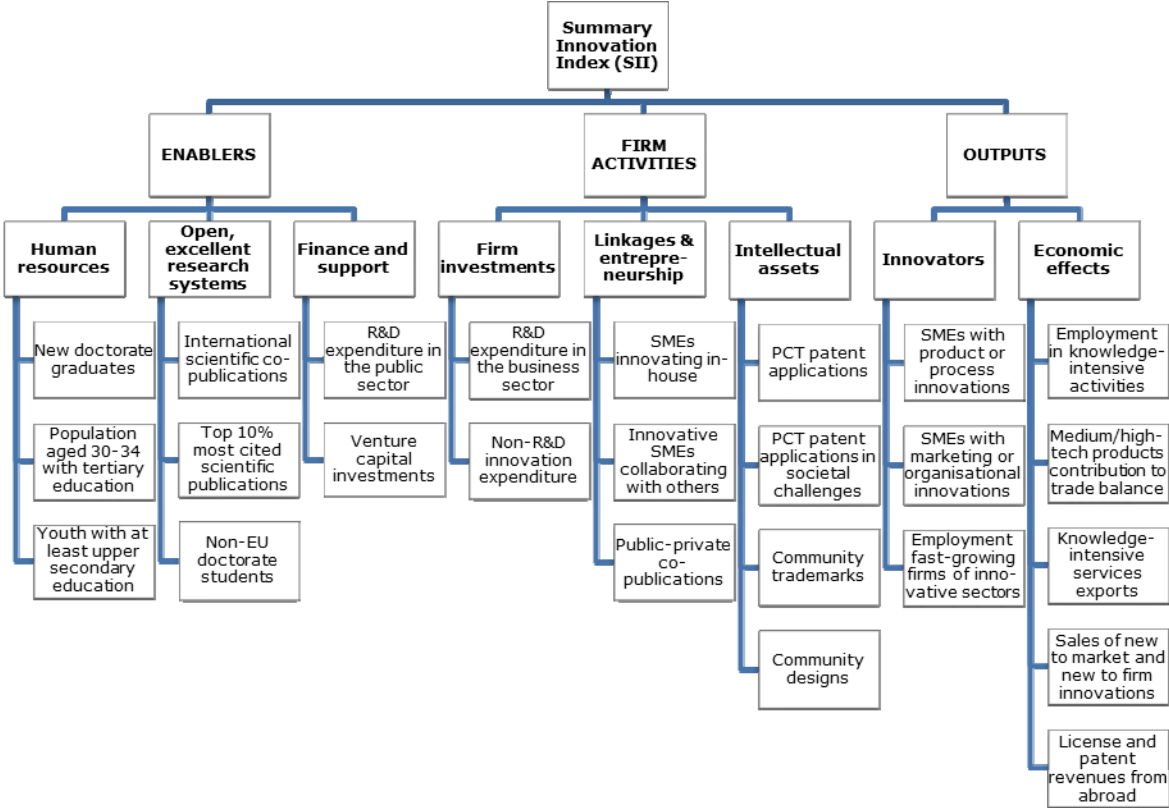 Summary
Innovation
Index (SII)
ENABLERS
FIRM
ACTIVITIES
OUTPUTS
Human
resources
Open,
excellent
research
systems
Finance and
support
Firm
investments
Linkages &
entrepre-
neurship
Intellectual
assets
Innovators
Economic
effects
New doctorate
graduates
Population
aged 30-34
with tertiary
education
Youth with at
least upper
secondary
education
International
scientific co-
publications
Top 10%
most cited
scientific
publications
Non-EU
doctorate
students
R&D
expenditure in
the public
sector
Venture
capital
investments
R&D
expenditure in
the business
sector
Non-R&D
innovation
expenditure
SMEs
innovating in-
house
Innovative
SMEs
collaborating
with others
Public-private
co-
publications
PCT patent
applications
PCT patent
applications in
societal
challenges
Community
trademarks
Community
designs
SMEs with
product or
process
innovations
SMEs with
marketing or
organisational
innovations
Employment
fast-growing
firms of inno-
vative sectors
Employment
in knowledge-
intensive
activities
Medium/high-
tech products
contribution to
trade balance
Knowledge-
intensive
services
exports
Sales of new
to market and
new to firm
innovations
License and
patent
revenues from
abroad